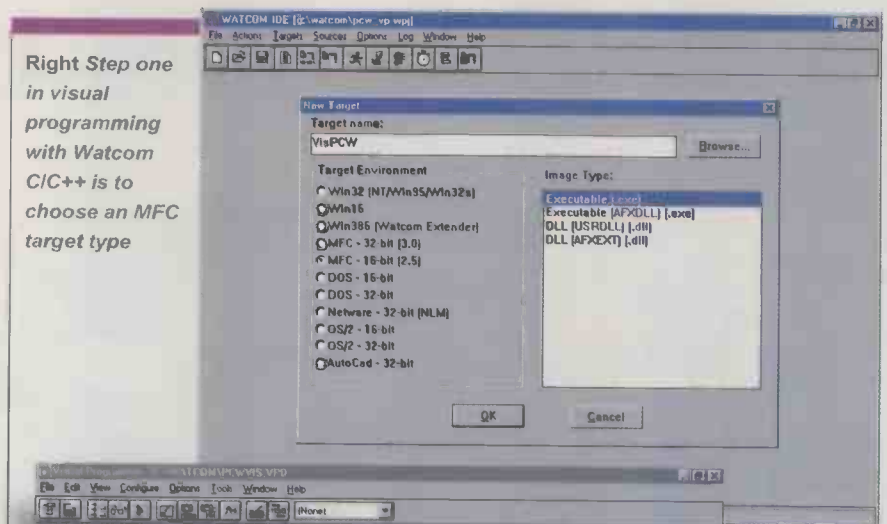 Right Step one
in visual
programming
with Watcom
C/C++ is to
choose an MFC
target type
WATCOM IDE [c:\watcom\pcw_vp.wpj]
File Actions Targets Sources Options Log Window Help
New Target
Target name:
VisPCW
Browse...
Target Environment
Win32 (NT/Win95/Win32s)
Win16
Win386 (Watcom Extender)
MFC - 32-bit (3.0)
MFC - 16-bit (2.5)
DOS - 16-bit
DOS - 32-bit
Netware - 32-bit (NLM)
OS/2 - 16-bit
OS/2 - 32-bit
AutoCad - 32-bit
Image Type:
Executable [.exe]
Executable (AFXDLL) [.exe]
DLL (USRDLL) [.dll]
DLL (AFXEXT) [.dll]
OK
Cancel
File Edit View Configure Options Tools Window Help
(None)